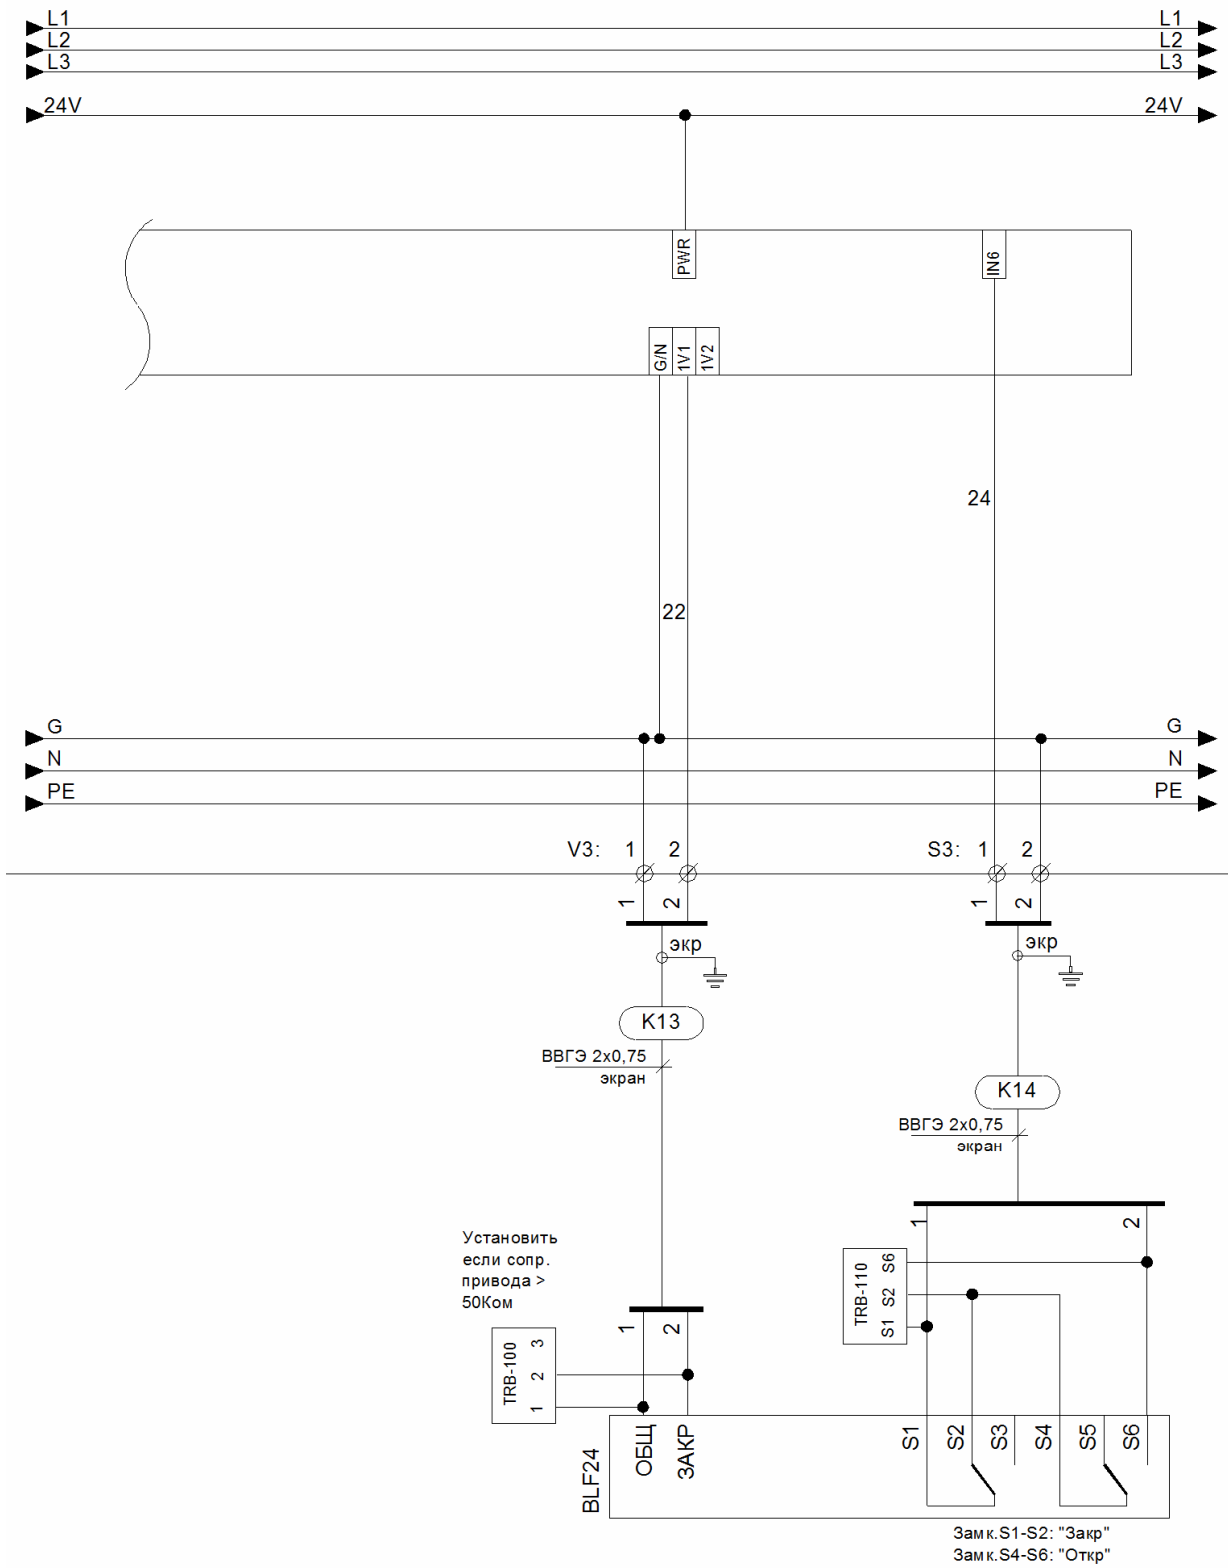 L1 L1
L2 L2
L3 L3
24V 24V
PWR
IN6
G/N
1V1
1V2
24
22
G G
N N
PE PE
V3: 1 2
S3: 1 2
1 2
1 2
экр
экр
K13
ВВГЭ 2x0,75
экран
K14
ВВГЭ 2x0,75
экран
1 2
Установить
если сопр.
привода >
50Ком
TRB-110
S6
S2
S1
1 2
TRB-100
3
2
1
BLF24
ОБЩ
ЗАКР
S1
S2
S3
S4
S5
S6
Замк.S1-S2: "Закр"
Замк.S4-S6: "Откр"